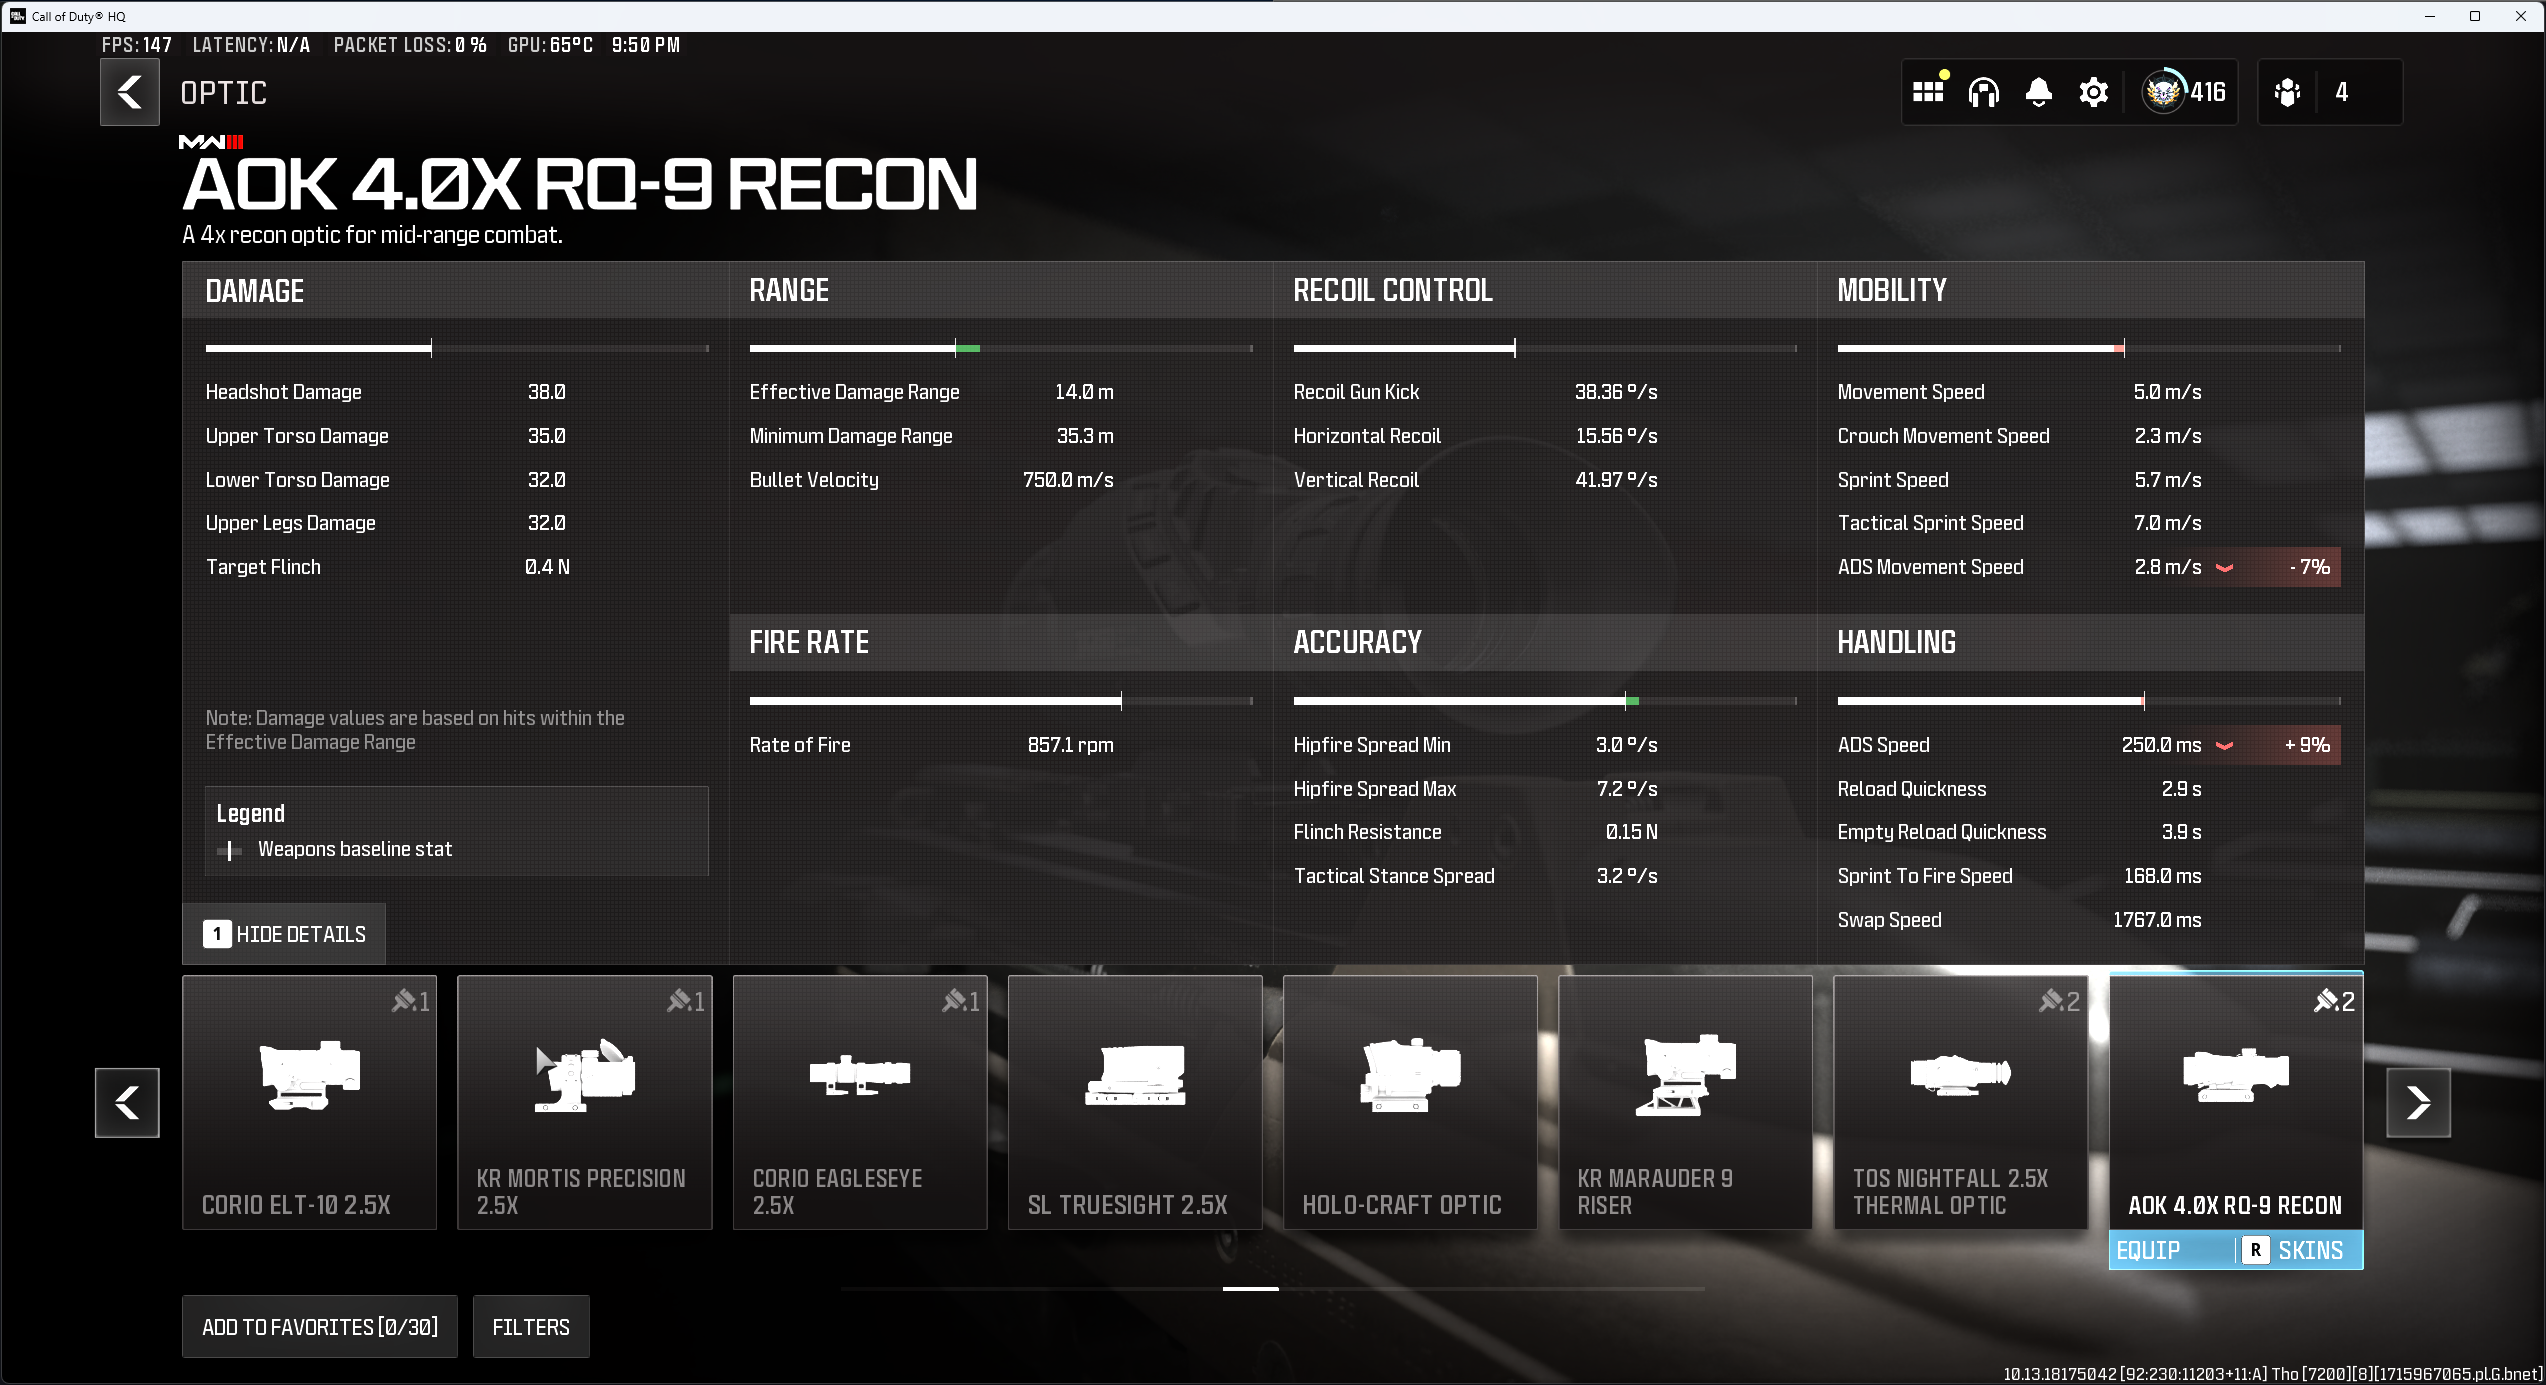 Call of Duty® HQ
FPS: 147 LATENCY: N/A PACKET LOSS: 0 % GPU: 65°C 9:50 PM
OPTIC
416
4
MWIII
AOK 4.0X RQ-9 RECON
A 4x recon optic for mid-range combat.
DAMAGE
Headshot Damage 38.0
Upper Torso Damage 35.0
Lower Torso Damage 32.0
Upper Legs Damage 32.0
Target Flinch 0.4 N
Note: Damage values are based on hits within the
Effective Damage Range
Legend
Weapons baseline stat
1 HIDE DETAILS
RANGE
Effective Damage Range 14.0 m
Minimum Damage Range 35.3 m
Bullet Velocity 750.0 m/s
FIRE RATE
Rate of Fire 857.1 rpm
RECOIL CONTROL
Recoil Gun Kick 38.36 º/s
Horizontal Recoil 15.56 º/s
Vertical Recoil 41.97 º/s
ACCURACY
Hipfire Spread Min 3.0 º/s
Hipfire Spread Max 7.2 º/s
Flinch Resistance 0.15 N
Tactical Stance Spread 3.2 º/s
MOBILITY
Movement Speed 5.0 m/s
Crouch Movement Speed 2.3 m/s
Sprint Speed 5.7 m/s
Tactical Sprint Speed 7.0 m/s
ADS Movement Speed 2.8 m/s - 7%
HANDLING
ADS Speed 250.0 ms + 9%
Reload Quickness 2.9 s
Empty Reload Quickness 3.9 s
Sprint To Fire Speed 168.0 ms
Swap Speed 1767.0 ms
1
CORIO ELT-10 2.5X
1
KR MORTIS PRECISION
2.5X
1
CORIO EAGLESEYE
2.5X
SL TRUESIGHT 2.5X
HOLO-CRAFT OPTIC
KR MARAUDER 9
RISER
2
TOS NIGHTFALL 2.5X
THERMAL OPTIC
2
AOK 4.0X RQ-9 RECON
EQUIP R SKINS
ADD TO FAVORITES [0/30]
FILTERS
10.13.18175042 [92:230:11203+11:A] Tho [7200][8][1715967065.pl.G.bnet]